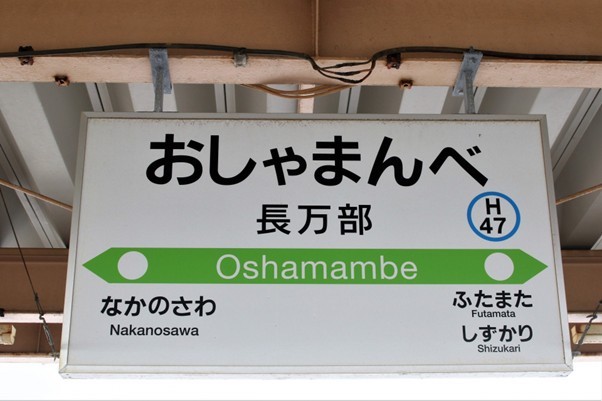 おしゃまんべ
長万部
H
47
Oshamambe
なかのさわ
Nakanosawa
ふたまた
Futamata
しずかり
Shizukari